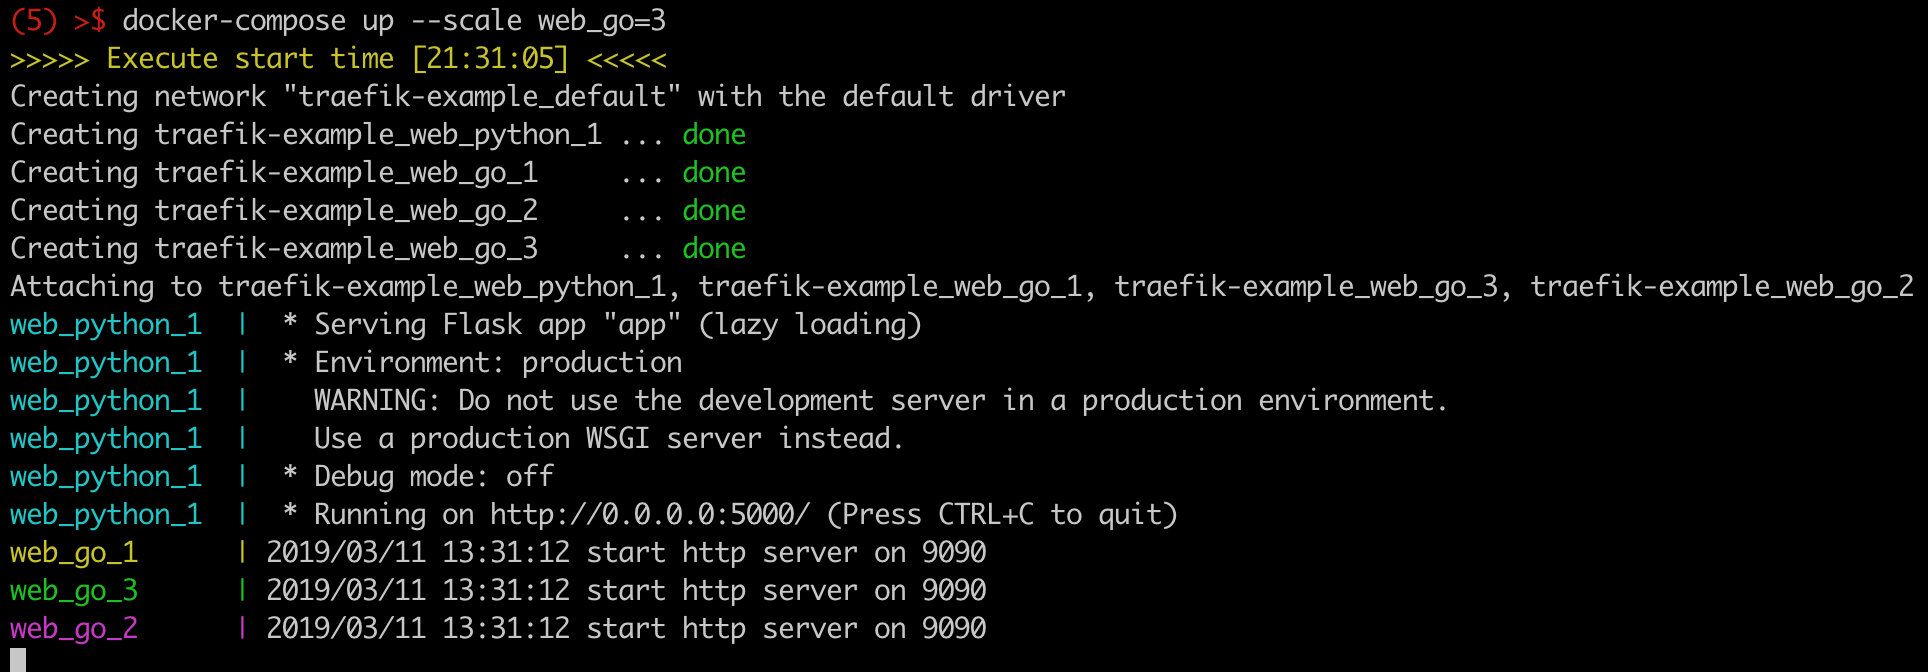 (5) >$ docker-compose up --scale web_go=3
>>>>> Execute start time [21:31:05] <<<<<
Creating network "traefik-example_default" with the default driver
Creating traefik-example_web_python_1 ... done
Creating traefik-example_web_go_1     ... done
Creating traefik-example_web_go_2     ... done
Creating traefik-example_web_go_3     ... done
Attaching to traefik-example_web_python_1, traefik-example_web_go_1, traefik-example_web_go_3, traefik-example_web_go_2
web_python_1  |  * Serving Flask app "app" (lazy loading)
web_python_1  |  * Environment: production
web_python_1  |    WARNING: Do not use the development server in a production environment.
web_python_1  |    Use a production WSGI server instead.
web_python_1  |  * Debug mode: off
web_python_1  |  * Running on http://0.0.0.0:5000/ (Press CTRL+C to quit)
web_go_1      | 2019/03/11 13:31:12 start http server on 9090
web_go_3      | 2019/03/11 13:31:12 start http server on 9090
web_go_2      | 2019/03/11 13:31:12 start http server on 9090